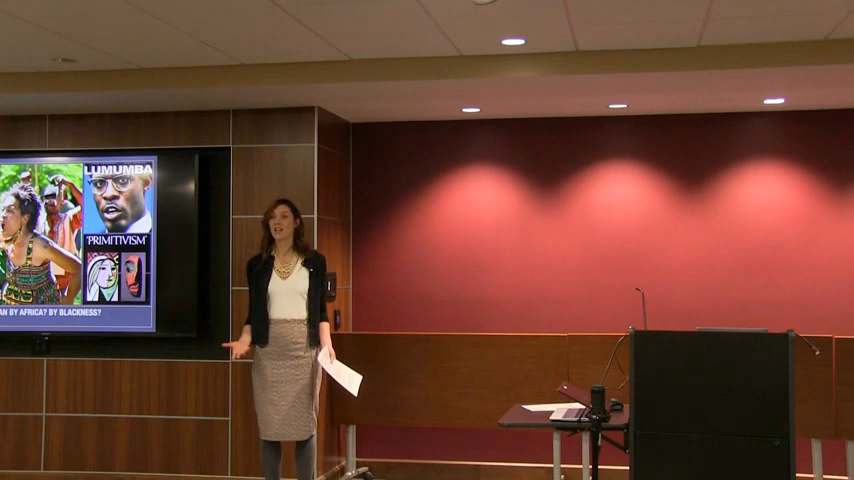 LUMUMBA
"PRIMITIVISM"
AN BY AFRICA? BY BLACKNESS?